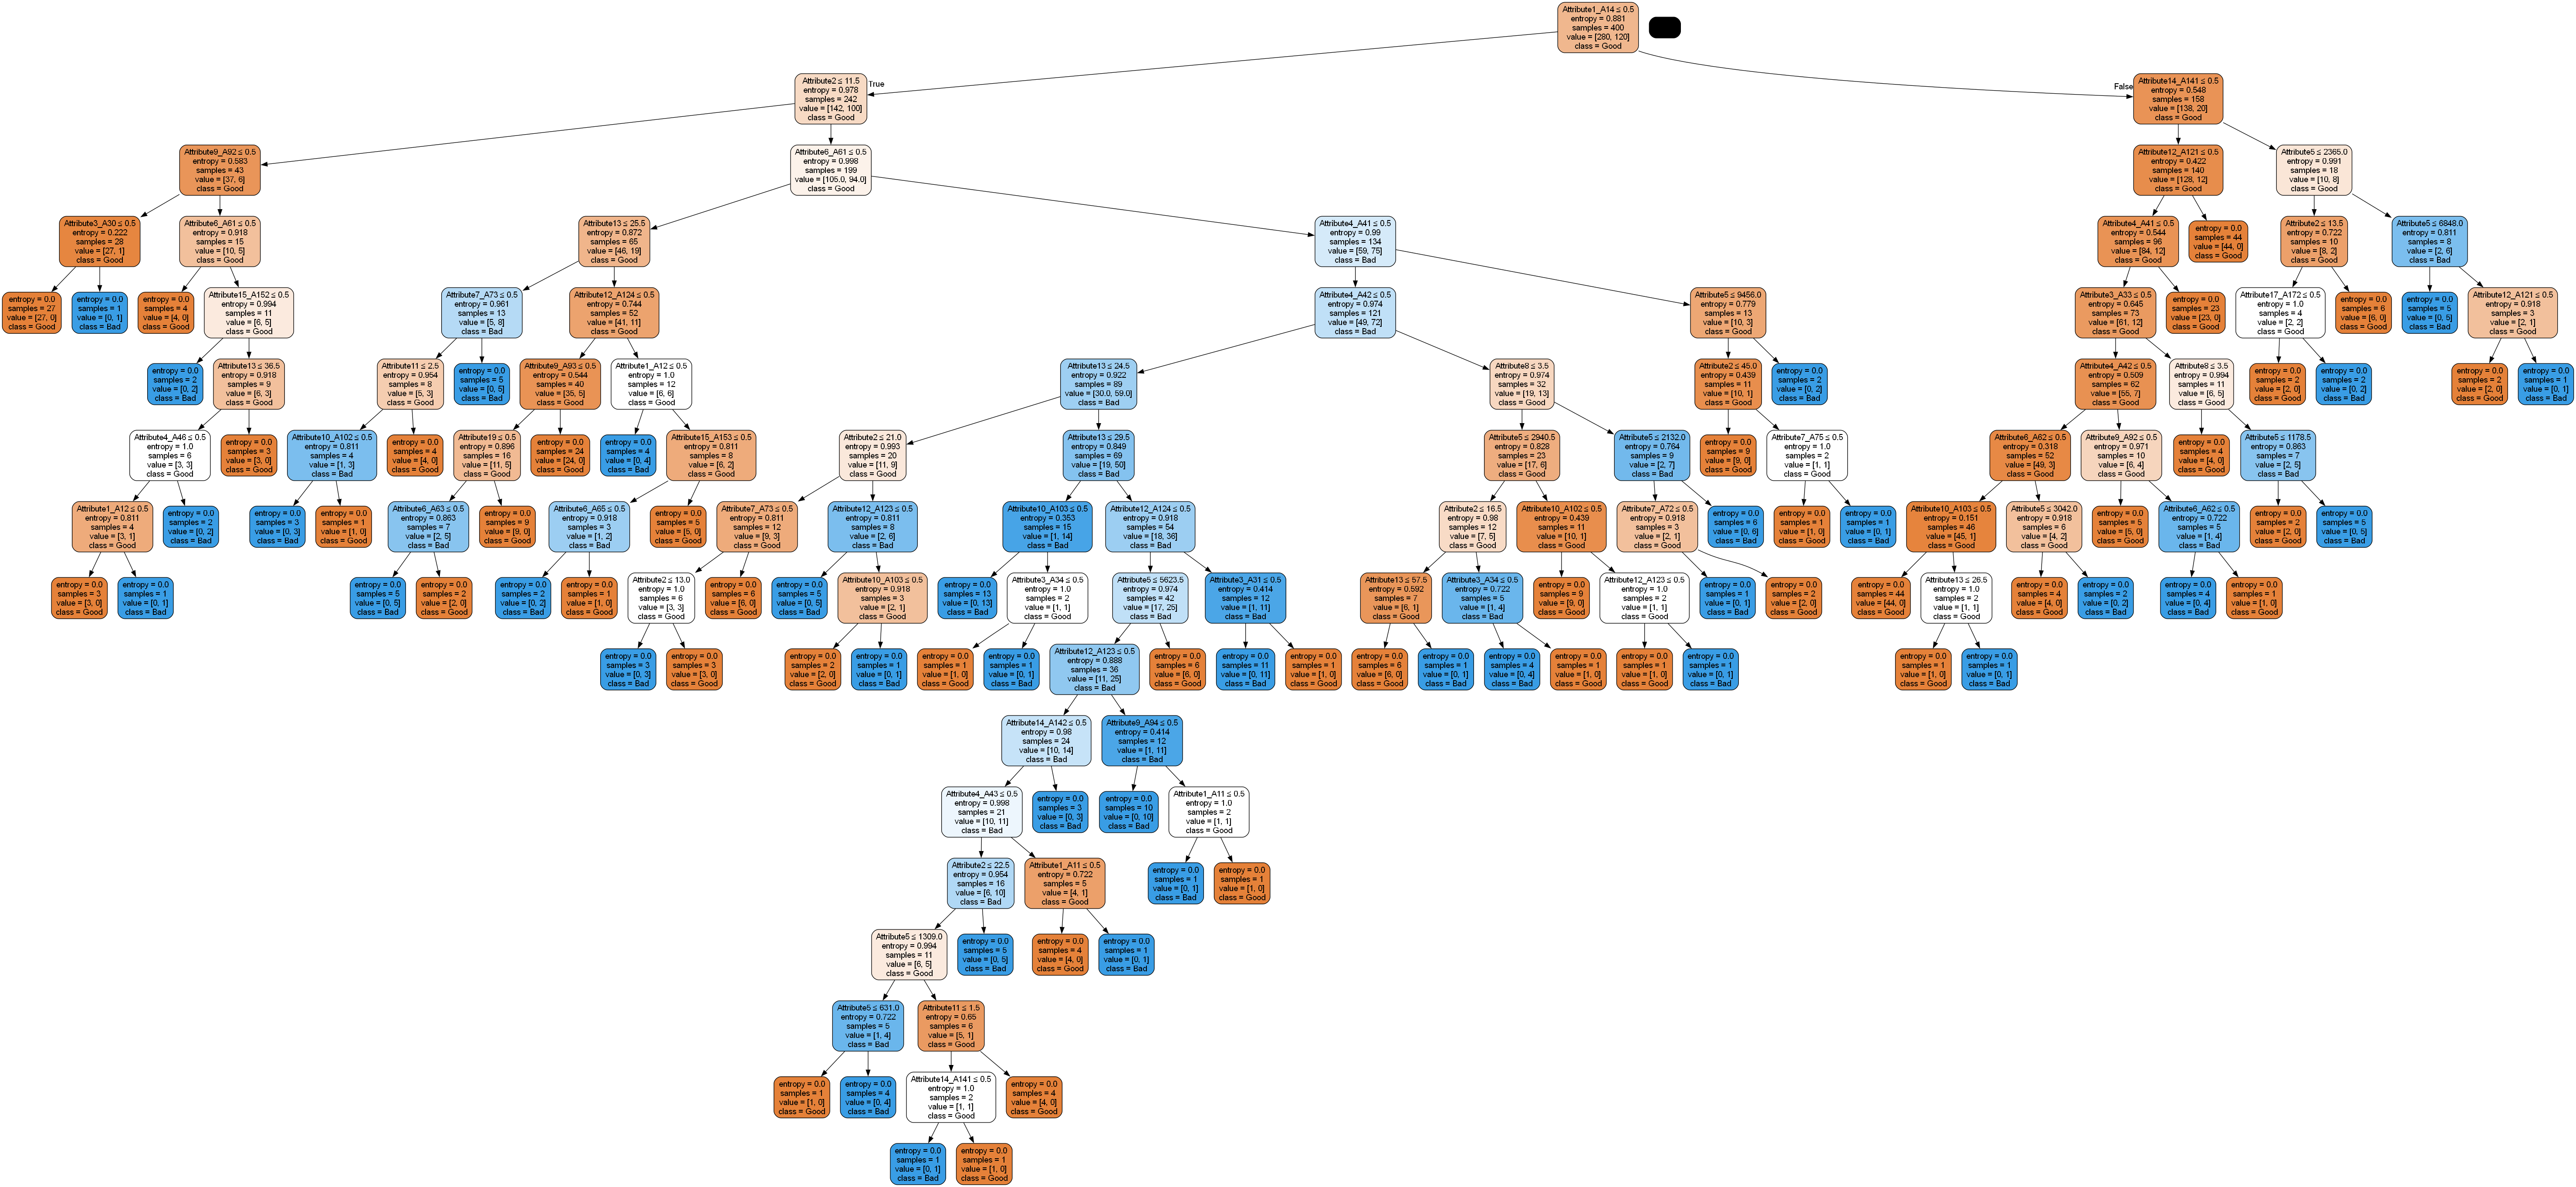 Attribute1_A14 ≤ 0.5
entropy = 0.881
samples = 400
value = [280, 120]
class = Good
True
False
Attribute2 ≤ 11.5
entropy = 0.978
samples = 242
value = [142, 100]
class = Good
Attribute14_A141 ≤ 0.5
entropy = 0.548
samples = 158
value = [138, 20]
class = Good
Attribute9_A92 ≤ 0.5
entropy = 0.583
samples = 43
value = [37, 6]
class = Good
Attribute6_A61 ≤ 0.5
entropy = 0.998
samples = 199
value = [105.0, 94.0]
class = Good
Attribute12_A121 ≤ 0.5
entropy = 0.422
samples = 140
value = [128, 12]
class = Good
Attribute5 ≤ 2365.0
entropy = 0.991
samples = 18
value = [10, 8]
class = Good
Attribute3_A30 ≤ 0.5
entropy = 0.222
samples = 28
value = [27, 1]
class = Good
Attribute6_A61 ≤ 0.5
entropy = 0.918
samples = 15
value = [10, 5]
class = Good
Attribute13 ≤ 25.5
entropy = 0.872
samples = 65
value = [46, 19]
class = Good
Attribute4_A41 ≤ 0.5
entropy = 0.99
samples = 134
value = [59, 75]
class = Bad
Attribute4_A41 ≤ 0.5
entropy = 0.544
samples = 96
value = [84, 12]
class = Good
entropy = 0.0
samples = 44
value = [44, 0]
class = Good
Attribute2 ≤ 13.5
entropy = 0.722
samples = 10
value = [8, 2]
class = Good
Attribute5 ≤ 6848.0
entropy = 0.811
samples = 8
value = [2, 6]
class = Bad
entropy = 0.0
samples = 27
value = [27, 0]
class = Good
entropy = 0.0
samples = 1
value = [0, 1]
class = Bad
entropy = 0.0
samples = 4
value = [4, 0]
class = Good
Attribute15_A152 ≤ 0.5
entropy = 0.994
samples = 11
value = [6, 5]
class = Good
Attribute7_A73 ≤ 0.5
entropy = 0.961
samples = 13
value = [5, 8]
class = Bad
Attribute12_A124 ≤ 0.5
entropy = 0.744
samples = 52
value = [41, 11]
class = Good
Attribute4_A42 ≤ 0.5
entropy = 0.974
samples = 121
value = [49, 72]
class = Bad
Attribute5 ≤ 9456.0
entropy = 0.779
samples = 13
value = [10, 3]
class = Good
Attribute3_A33 ≤ 0.5
entropy = 0.645
samples = 73
value = [61, 12]
class = Good
entropy = 0.0
samples = 23
value = [23, 0]
class = Good
Attribute17_A172 ≤ 0.5
entropy = 1.0
samples = 4
value = [2, 2]
class = Good
entropy = 0.0
samples = 6
value = [6, 0]
class = Good
entropy = 0.0
samples = 5
value = [0, 5]
class = Bad
Attribute12_A121 ≤ 0.5
entropy = 0.918
samples = 3
value = [2, 1]
class = Good
entropy = 0.0
samples = 2
value = [0, 2]
class = Bad
Attribute13 ≤ 36.5
entropy = 0.918
samples = 9
value = [6, 3]
class = Good
Attribute11 ≤ 2.5
entropy = 0.954
samples = 8
value = [5, 3]
class = Good
entropy = 0.0
samples = 5
value = [0, 5]
class = Bad
Attribute9_A93 ≤ 0.5
entropy = 0.544
samples = 40
value = [35, 5]
class = Good
Attribute1_A12 ≤ 0.5
entropy = 1.0
samples = 12
value = [6, 6]
class = Good
Attribute13 ≤ 24.5
entropy = 0.922
samples = 89
value = [30.0, 59.0]
class = Bad
Attribute8 ≤ 3.5
entropy = 0.974
samples = 32
value = [19, 13]
class = Good
Attribute2 ≤ 45.0
entropy = 0.439
samples = 11
value = [10, 1]
class = Good
entropy = 0.0
samples = 2
value = [0, 2]
class = Bad
Attribute4_A42 ≤ 0.5
entropy = 0.509
samples = 62
value = [55, 7]
class = Good
Attribute8 ≤ 3.5
entropy = 0.994
samples = 11
value = [6, 5]
class = Good
entropy = 0.0
samples = 2
value = [2, 0]
class = Good
entropy = 0.0
samples = 2
value = [0, 2]
class = Bad
entropy = 0.0
samples = 2
value = [2, 0]
class = Good
entropy = 0.0
samples = 1
value = [0, 1]
class = Bad
Attribute4_A46 ≤ 0.5
entropy = 1.0
samples = 6
value = [3, 3]
class = Good
entropy = 0.0
samples = 3
value = [3, 0]
class = Good
Attribute10_A102 ≤ 0.5
entropy = 0.811
samples = 4
value = [1, 3]
class = Bad
entropy = 0.0
samples = 4
value = [4, 0]
class = Good
Attribute19 ≤ 0.5
entropy = 0.896
samples = 16
value = [11, 5]
class = Good
entropy = 0.0
samples = 24
value = [24, 0]
class = Good
entropy = 0.0
samples = 4
value = [0, 4]
class = Bad
Attribute15_A153 ≤ 0.5
entropy = 0.811
samples = 8
value = [6, 2]
class = Good
Attribute2 ≤ 21.0
entropy = 0.993
samples = 20
value = [11, 9]
class = Good
Attribute13 ≤ 29.5
entropy = 0.849
samples = 69
value = [19, 50]
class = Bad
Attribute5 ≤ 2940.5
entropy = 0.828
samples = 23
value = [17, 6]
class = Good
Attribute5 ≤ 2132.0
entropy = 0.764
samples = 9
value = [2, 7]
class = Bad
entropy = 0.0
samples = 9
value = [9, 0]
class = Good
Attribute7_A75 ≤ 0.5
entropy = 1.0
samples = 2
value = [1, 1]
class = Good
Attribute6_A62 ≤ 0.5
entropy = 0.318
samples = 52
value = [49, 3]
class = Good
Attribute9_A92 ≤ 0.5
entropy = 0.971
samples = 10
value = [6, 4]
class = Good
entropy = 0.0
samples = 4
value = [4, 0]
class = Good
Attribute5 ≤ 1178.5
entropy = 0.863
samples = 7
value = [2, 5]
class = Bad
Attribute1_A12 ≤ 0.5
entropy = 0.811
samples = 4
value = [3, 1]
class = Good
entropy = 0.0
samples = 2
value = [0, 2]
class = Bad
entropy = 0.0
samples = 3
value = [0, 3]
class = Bad
entropy = 0.0
samples = 1
value = [1, 0]
class = Good
Attribute6_A63 ≤ 0.5
entropy = 0.863
samples = 7
value = [2, 5]
class = Bad
entropy = 0.0
samples = 9
value = [9, 0]
class = Good
Attribute6_A65 ≤ 0.5
entropy = 0.918
samples = 3
value = [1, 2]
class = Bad
entropy = 0.0
samples = 5
value = [5, 0]
class = Good
Attribute7_A73 ≤ 0.5
entropy = 0.811
samples = 12
value = [9, 3]
class = Good
Attribute12_A123 ≤ 0.5
entropy = 0.811
samples = 8
value = [2, 6]
class = Bad
Attribute10_A103 ≤ 0.5
entropy = 0.353
samples = 15
value = [1, 14]
class = Bad
Attribute12_A124 ≤ 0.5
entropy = 0.918
samples = 54
value = [18, 36]
class = Bad
Attribute2 ≤ 16.5
entropy = 0.98
samples = 12
value = [7, 5]
class = Good
Attribute10_A102 ≤ 0.5
entropy = 0.439
samples = 11
value = [10, 1]
class = Good
Attribute7_A72 ≤ 0.5
entropy = 0.918
samples = 3
value = [2, 1]
class = Good
entropy = 0.0
samples = 6
value = [0, 6]
class = Bad
entropy = 0.0
samples = 1
value = [1, 0]
class = Good
entropy = 0.0
samples = 1
value = [0, 1]
class = Bad
Attribute10_A103 ≤ 0.5
entropy = 0.151
samples = 46
value = [45, 1]
class = Good
Attribute5 ≤ 3042.0
entropy = 0.918
samples = 6
value = [4, 2]
class = Good
entropy = 0.0
samples = 5
value = [5, 0]
class = Good
Attribute6_A62 ≤ 0.5
entropy = 0.722
samples = 5
value = [1, 4]
class = Bad
entropy = 0.0
samples = 2
value = [2, 0]
class = Good
entropy = 0.0
samples = 5
value = [0, 5]
class = Bad
entropy = 0.0
samples = 3
value = [3, 0]
class = Good
entropy = 0.0
samples = 1
value = [0, 1]
class = Bad
entropy = 0.0
samples = 5
value = [0, 5]
class = Bad
entropy = 0.0
samples = 2
value = [2, 0]
class = Good
entropy = 0.0
samples = 2
value = [0, 2]
class = Bad
entropy = 0.0
samples = 1
value = [1, 0]
class = Good
Attribute2 ≤ 13.0
entropy = 1.0
samples = 6
value = [3, 3]
class = Good
entropy = 0.0
samples = 6
value = [6, 0]
class = Good
entropy = 0.0
samples = 5
value = [0, 5]
class = Bad
Attribute10_A103 ≤ 0.5
entropy = 0.918
samples = 3
value = [2, 1]
class = Good
entropy = 0.0
samples = 13
value = [0, 13]
class = Bad
Attribute3_A34 ≤ 0.5
entropy = 1.0
samples = 2
value = [1, 1]
class = Good
Attribute5 ≤ 5623.5
entropy = 0.974
samples = 42
value = [17, 25]
class = Bad
Attribute3_A31 ≤ 0.5
entropy = 0.414
samples = 12
value = [1, 11]
class = Bad
Attribute13 ≤ 57.5
entropy = 0.592
samples = 7
value = [6, 1]
class = Good
Attribute3_A34 ≤ 0.5
entropy = 0.722
samples = 5
value = [1, 4]
class = Bad
entropy = 0.0
samples = 9
value = [9, 0]
class = Good
Attribute12_A123 ≤ 0.5
entropy = 1.0
samples = 2
value = [1, 1]
class = Good
entropy = 0.0
samples = 1
value = [0, 1]
class = Bad
entropy = 0.0
samples = 2
value = [2, 0]
class = Good
entropy = 0.0
samples = 44
value = [44, 0]
class = Good
Attribute13 ≤ 26.5
entropy = 1.0
samples = 2
value = [1, 1]
class = Good
entropy = 0.0
samples = 4
value = [4, 0]
class = Good
entropy = 0.0
samples = 2
value = [0, 2]
class = Bad
entropy = 0.0
samples = 4
value = [0, 4]
class = Bad
entropy = 0.0
samples = 1
value = [1, 0]
class = Good
entropy = 0.0
samples = 3
value = [0, 3]
class = Bad
entropy = 0.0
samples = 3
value = [3, 0]
class = Good
entropy = 0.0
samples = 2
value = [2, 0]
class = Good
entropy = 0.0
samples = 1
value = [0, 1]
class = Bad
entropy = 0.0
samples = 1
value = [1, 0]
class = Good
entropy = 0.0
samples = 1
value = [0, 1]
class = Bad
Attribute12_A123 ≤ 0.5
entropy = 0.888
samples = 36
value = [11, 25]
class = Bad
entropy = 0.0
samples = 6
value = [6, 0]
class = Good
entropy = 0.0
samples = 11
value = [0, 11]
class = Bad
entropy = 0.0
samples = 1
value = [1, 0]
class = Good
entropy = 0.0
samples = 6
value = [6, 0]
class = Good
entropy = 0.0
samples = 1
value = [0, 1]
class = Bad
entropy = 0.0
samples = 4
value = [0, 4]
class = Bad
entropy = 0.0
samples = 1
value = [1, 0]
class = Good
entropy = 0.0
samples = 1
value = [1, 0]
class = Good
entropy = 0.0
samples = 1
value = [0, 1]
class = Bad
entropy = 0.0
samples = 1
value = [1, 0]
class = Good
entropy = 0.0
samples = 1
value = [0, 1]
class = Bad
Attribute14_A142 ≤ 0.5
entropy = 0.98
samples = 24
value = [10, 14]
class = Bad
Attribute9_A94 ≤ 0.5
entropy = 0.414
samples = 12
value = [1, 11]
class = Bad
Attribute4_A43 ≤ 0.5
entropy = 0.998
samples = 21
value = [10, 11]
class = Bad
entropy = 0.0
samples = 3
value = [0, 3]
class = Bad
entropy = 0.0
samples = 10
value = [0, 10]
class = Bad
Attribute1_A11 ≤ 0.5
entropy = 1.0
samples = 2
value = [1, 1]
class = Good
Attribute2 ≤ 22.5
entropy = 0.954
samples = 16
value = [6, 10]
class = Bad
Attribute1_A11 ≤ 0.5
entropy = 0.722
samples = 5
value = [4, 1]
class = Good
entropy = 0.0
samples = 1
value = [0, 1]
class = Bad
entropy = 0.0
samples = 1
value = [1, 0]
class = Good
Attribute5 ≤ 1309.0
entropy = 0.994
samples = 11
value = [6, 5]
class = Good
entropy = 0.0
samples = 5
value = [0, 5]
class = Bad
entropy = 0.0
samples = 4
value = [4, 0]
class = Good
entropy = 0.0
samples = 1
value = [0, 1]
class = Bad
Attribute5 ≤ 631.0
entropy = 0.722
samples = 5
value = [1, 4]
class = Bad
Attribute11 ≤ 1.5
entropy = 0.65
samples = 6
value = [5, 1]
class = Good
entropy = 0.0
samples = 1
value = [1, 0]
class = Good
entropy = 0.0
samples = 4
value = [0, 4]
class = Bad
Attribute14_A141 ≤ 0.5
entropy = 1.0
samples = 2
value = [1, 1]
class = Good
entropy = 0.0
samples = 4
value = [4, 0]
class = Good
entropy = 0.0
samples = 1
value = [0, 1]
class = Bad
entropy = 0.0
samples = 1
value = [1, 0]
class = Good